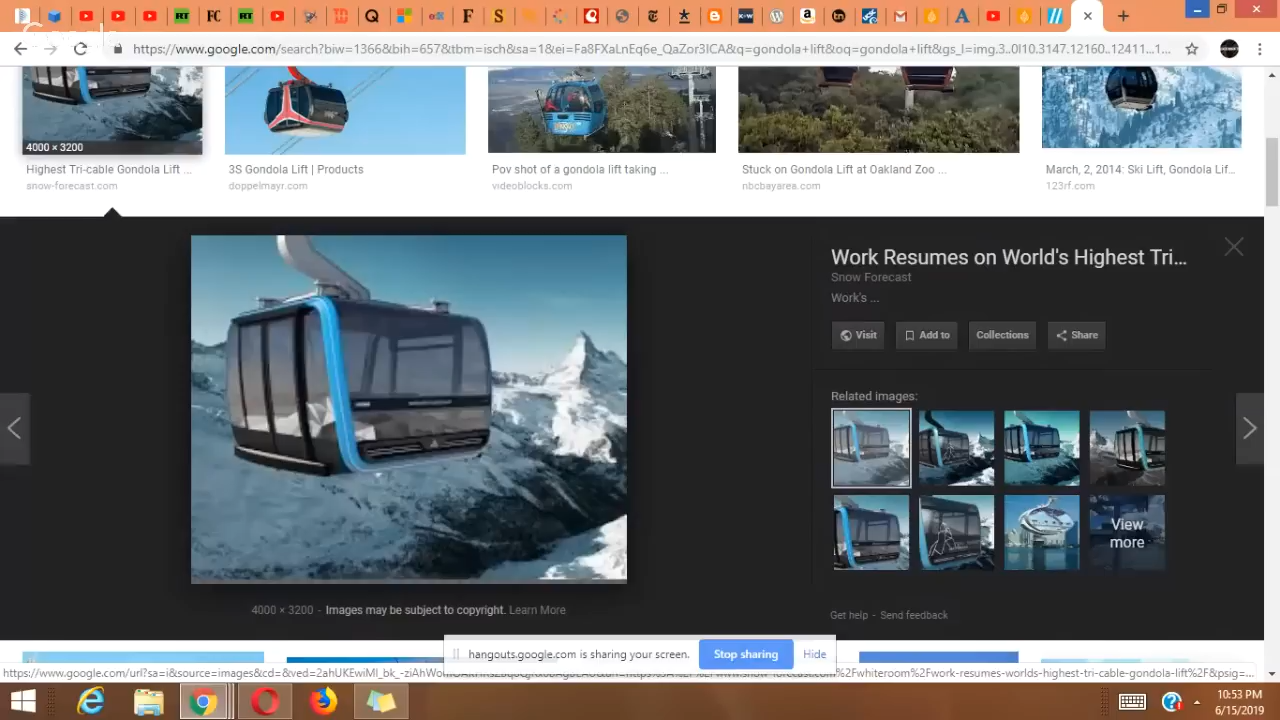 https://www.google.com/search?biw=1366&bih=657&tbm=isch&sa=1&ei=Fa8FXaLnEq6e_QaZor3ICA&q=gondola+lift&oq=gondola+lift&gs_l=img.3..0l10.3147.12160..12411...1...
4000 × 3200
Highest Tri-cable Gondola Lift ...
snow-forecast.com
3S Gondola Lift | Products
doppelmayr.com
Pov shot of a gondola lift taking ...
videoblocks.com
Stuck on Gondola Lift at Oakland Zoo ...
nbcbayarea.com
March, 2, 2014: Ski Lift, Gondola Lif...
123rf.com
Work Resumes on World's Highest Tri...
Snow Forecast
Work's ...
Visit
Add to
Collections
Share
Related images:
View more
4000 × 3200 - Images may be subject to copyright. Learn More
Get help - Send feedback
hangouts.google.com is sharing your screen.
Stop sharing
Hide
10:53 PM
6/15/2019